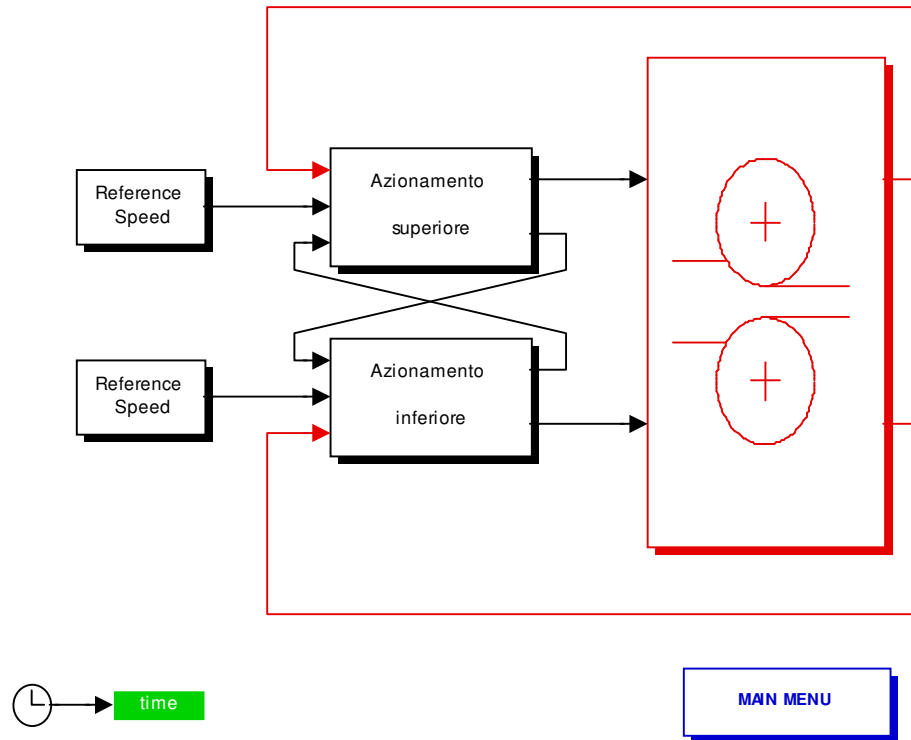 Reference
Speed
Azionamento
superiore
Reference
Speed
Azionamento
inferiore
time
MAIN MENU